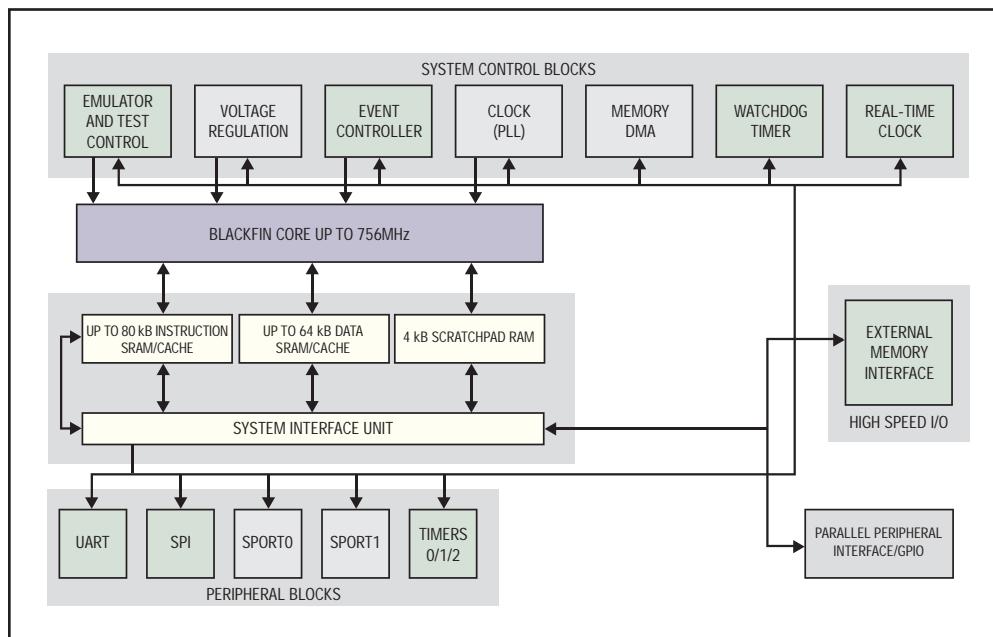 SYSTEM CONTROL BLOCKS
EMULATOR
AND TEST
CONTROL
VOLTAGE
REGULATION
EVENT
CONTROLLER
CLOCK
(PLL)
MEMORY
DMA
WATCHDOG
TIMER
REAL-TIME
CLOCK
BLACKFIN CORE UP TO 756MHz
UP TO 80 kB INSTRUCTION
SRAM/CACHE
UP TO 64 kB DATA
SRAM/CACHE
4 kB SCRATCHPAD RAM
EXTERNAL
MEMORY
INTERFACE
HIGH SPEED I/O
SYSTEM INTERFACE UNIT
UART
SPI
SPORT0
SPORT1
TIMERS
0/1/2
PARALLEL PERIPHERAL
INTERFACE/GPIO
PERIPHERAL BLOCKS